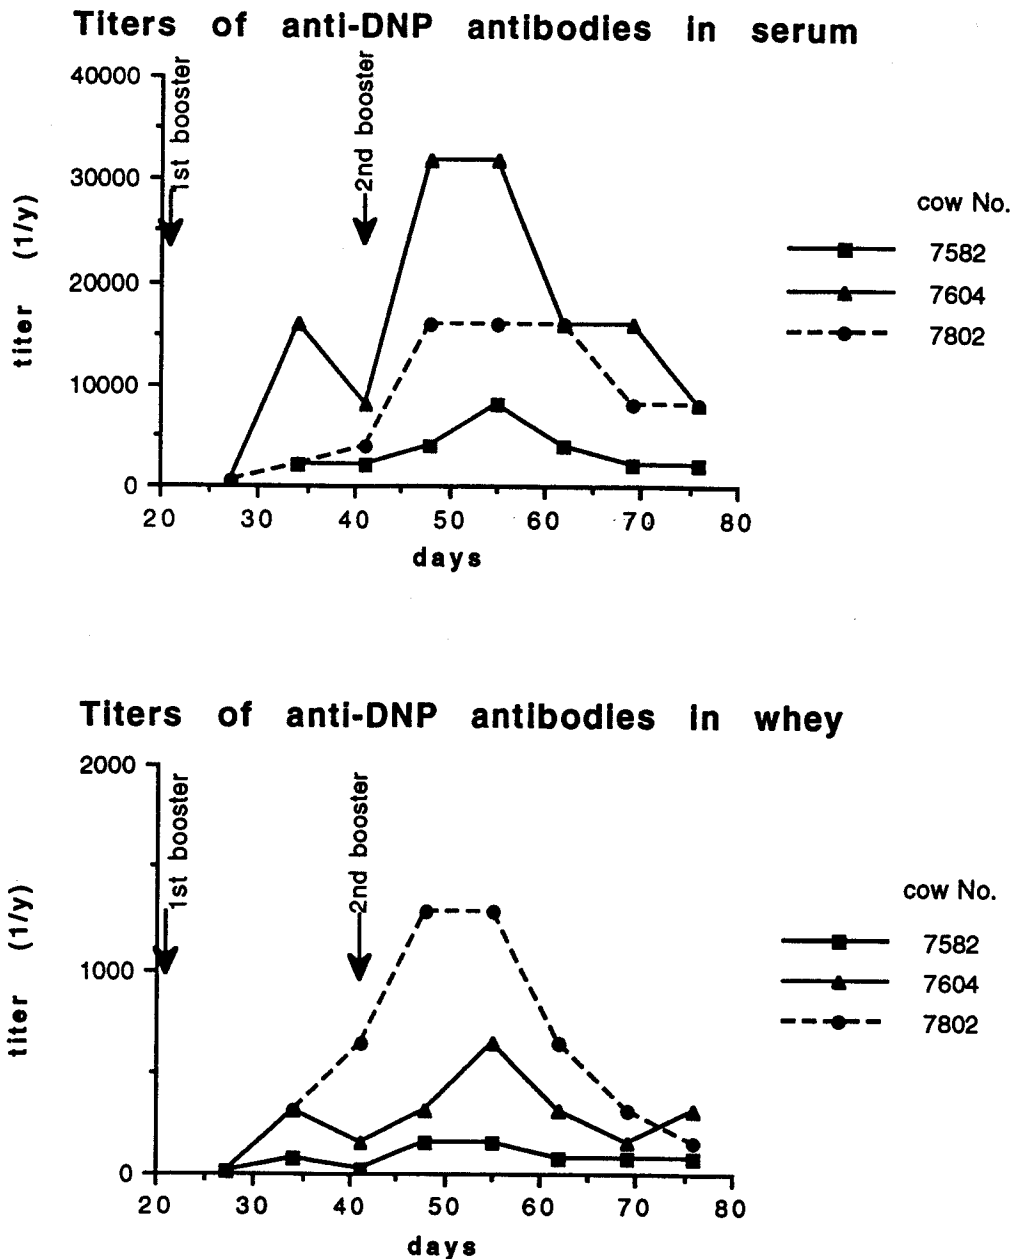 Titers of anti-DNP antibodies in serum
40000
30000
20000
10000
0
titer (1/y)
1st booster
2nd booster
20 30 40 50 60 70 80
days
cow No.
7582
7604
7802
Titers of anti-DNP antibodies in whey
2000
1000
0
titer (1/y)
1st booster
2nd booster
20 30 40 50 60 70 80
days
cow No.
7582
7604
7802